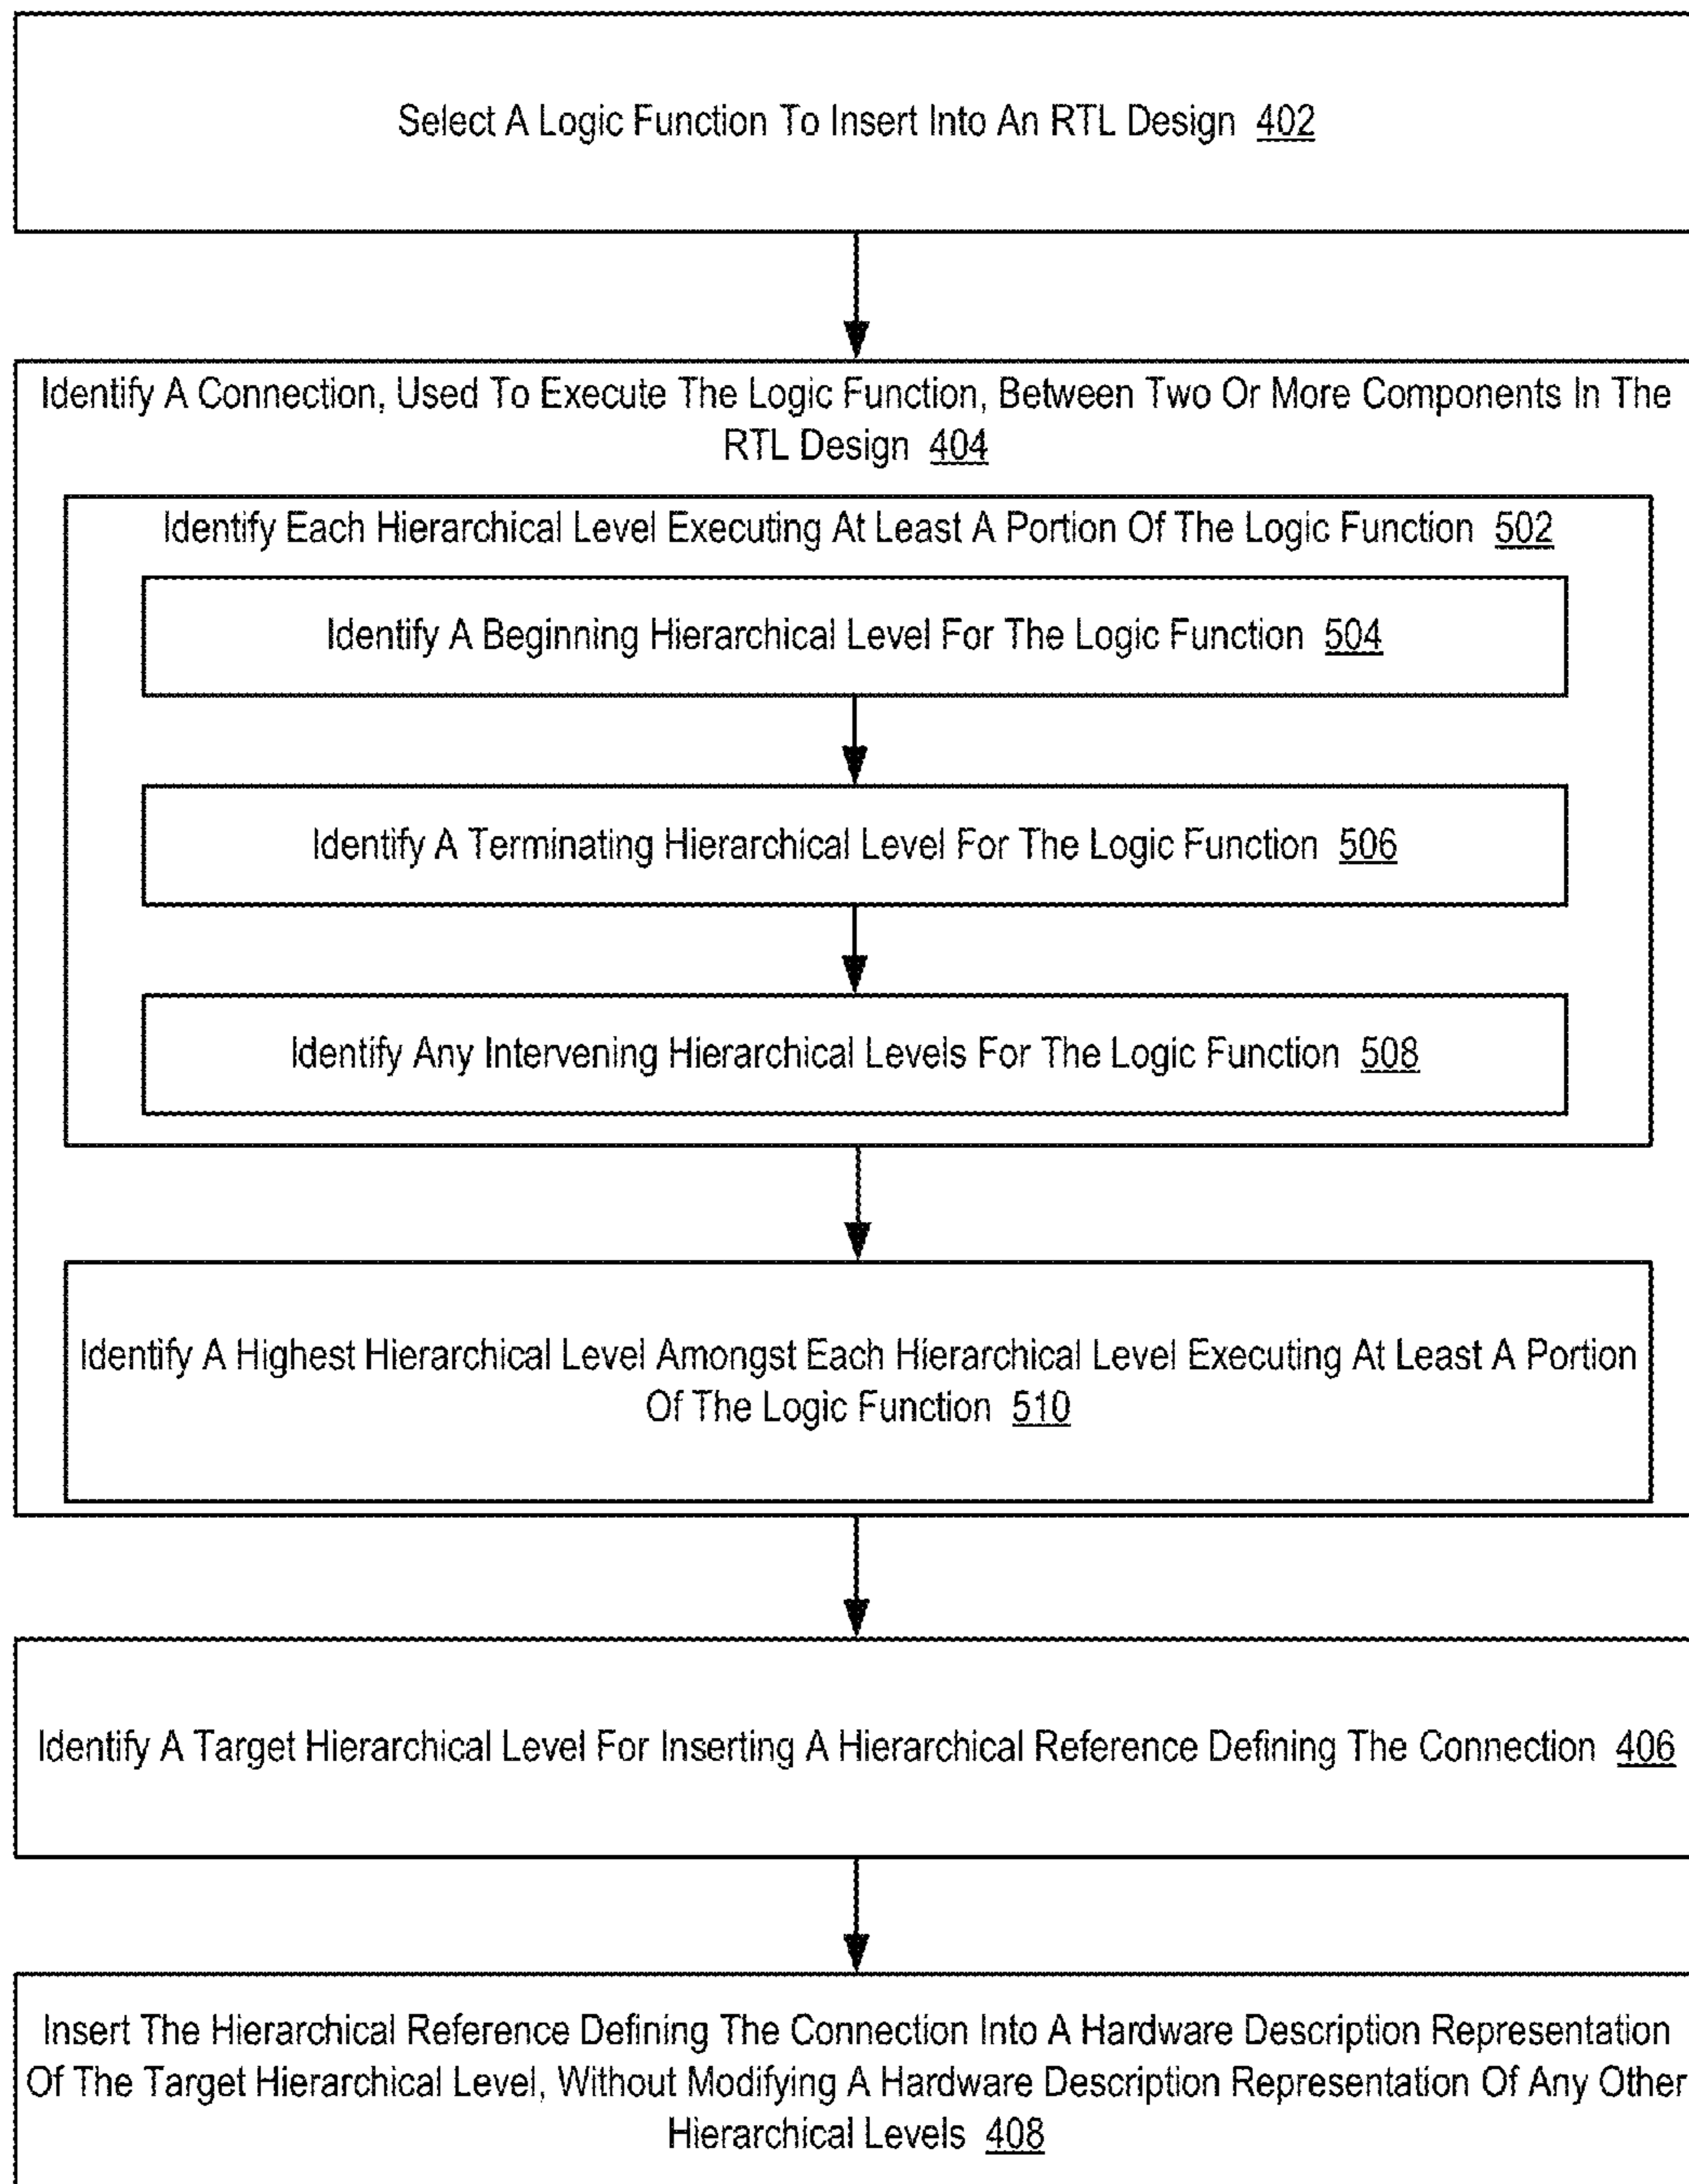 Select A Logic Function To Insert Into An RTL Design 402
Identify A Connection, Used To Execute The Logic Function, Between Two Or More Components In The
RTL Design 404
Identify Each Hierarchical Level Executing At Least A Portion Of The Logic Function 502
Identify A Beginning Hierarchical Level For The Logic Function 504
Identify A Terminating Hierarchical Level For The Logic Function 506
Identify Any Intervening Hierarchical Levels For The Logic Function 508
Identify A Highest Hierarchical Level Amongst Each Hierarchical Level Executing At Least A Portion
Of The Logic Function 510
Identify A Target Hierarchical Level For Inserting A Hierarchical Reference Defining The Connection 406
Insert The Hierarchical Reference Defining The Connection Into A Hardware Description Representation
Of The Target Hierarchical Level, Without Modifying A Hardware Description Representation Of Any Other
Hierarchical Levels 408